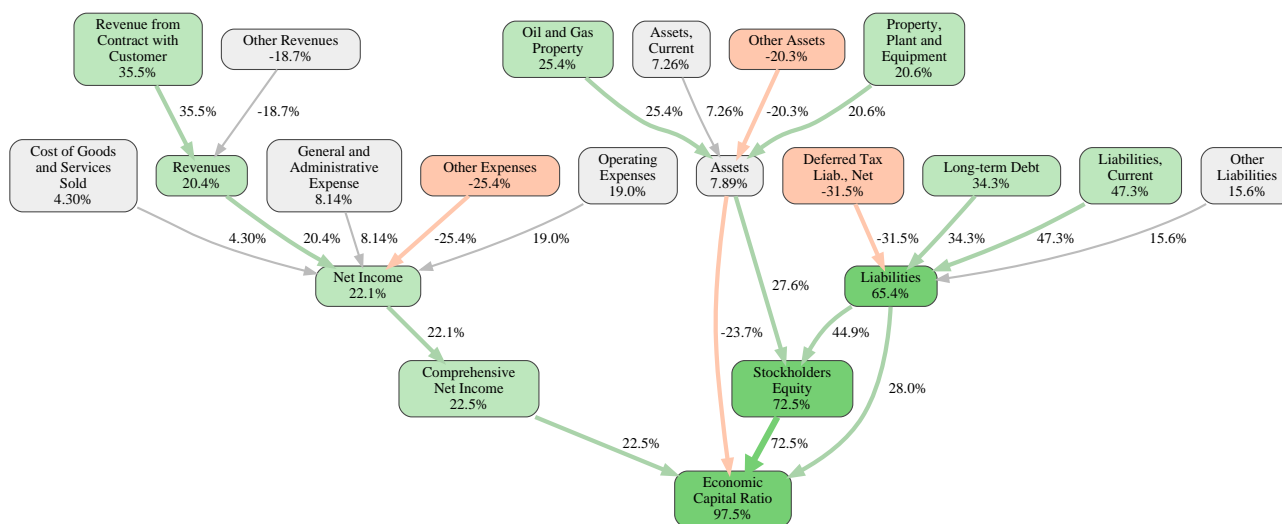 Revenue from
Contract with
Customer
35.5%
Other Revenues
-18.7%
Oil and Gas
Property
25.4%
Assets,
Current
7.26%
Other Assets
-20.3%
Property,
Plant and
Equipment
20.6%
35.5%
-18.7%
25.4%
7.26%
-20.3%
20.6%
Cost of Goods
and Services
Sold
4.30%
Revenues
20.4%
General and
Administrative
Expense
8.14%
Other Expenses
-25.4%
Operating
Expenses
19.0%
Assets
7.89%
Deferred Tax
Liab., Net
-31.5%
Long-term Debt
34.3%
Liabilities,
Current
47.3%
Other
Liabilities
15.6%
4.30%
20.4%
8.14%
-25.4%
19.0%
-31.5%
34.3%
47.3%
15.6%
Net Income
22.1%
27.6%
Liabilities
65.4%
22.1%
-23.7%
44.9%
Comprehensive
Net Income
22.5%
Stockholders
Equity
72.5%
28.0%
22.5%
72.5%
Economic
Capital Ratio
97.5%